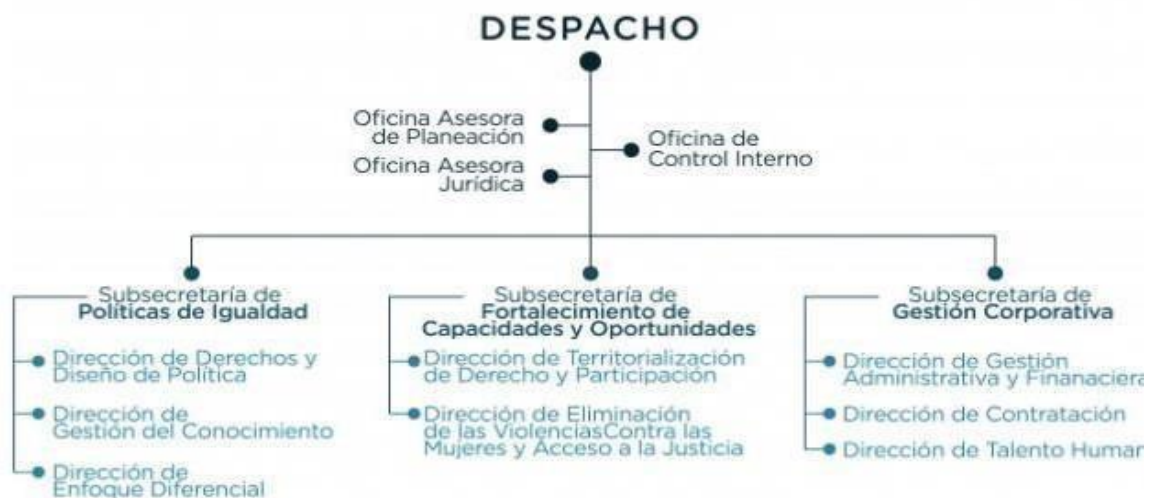 DESPACHO
Oficina Asesora
de Planeación
Oficina de
Control Interno
Oficina Asesora
Jurídica
Subsecretaría de
Políticas de Igualdad
Dirección de Derechos y
Diseño de Política
Dirección de
Gestión del Conocimiento
Dirección de
Enfoque Diferencial
Subsecretaría de
Fortalecimiento de
Capacidades y Oportunidades
Dirección de Territorialización
de Derecho y Participación
Dirección de Eliminación
de las ViolenciasContra las
Mujeres y Acceso a la Justicia
Subsecretaría de
Gestión Corporativa
Dirección de Gestión
Administrativa y Finanaciera
Dirección de Contratación
Dirección de Talento Human